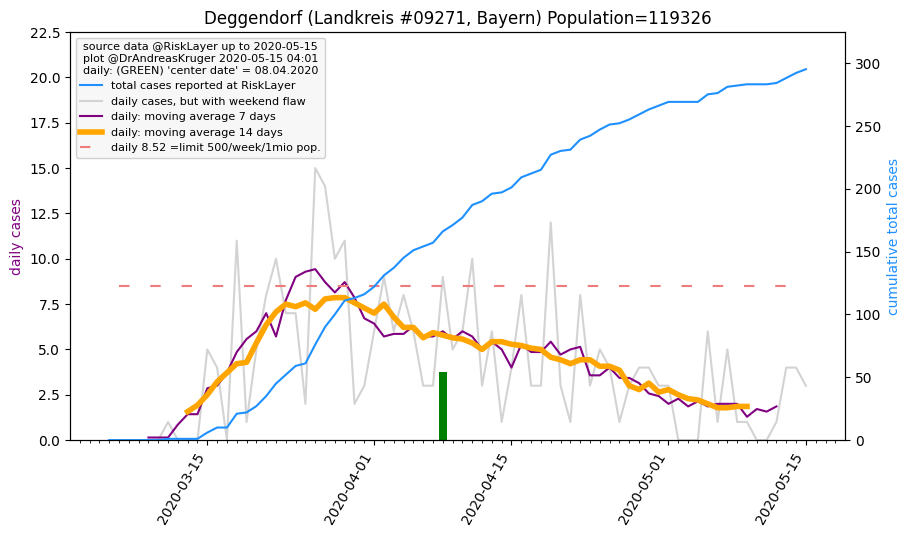 Deggendorf (Landkreis #09271, Bayern) Population=119326
source data @RiskLayer up to 2020-05-15
plot @DrAndreasKruger 2020-05-15 04:01
daily: (GREEN) 'center date' = 08.04.2020
total cases reported at RiskLayer
daily cases, but with weekend flaw
daily: moving average 7 days
daily: moving average 14 days
daily 8.52 =limit 500/week/1mio pop.
daily cases
22.5
20.0
17.5
15.0
12.5
10.0
7.5
5.0
2.5
0.0
300
250
200
150
100
50
0
cumulative total cases
2020-03-15
2020-04-01
2020-04-15
2020-05-01
2020-05-15